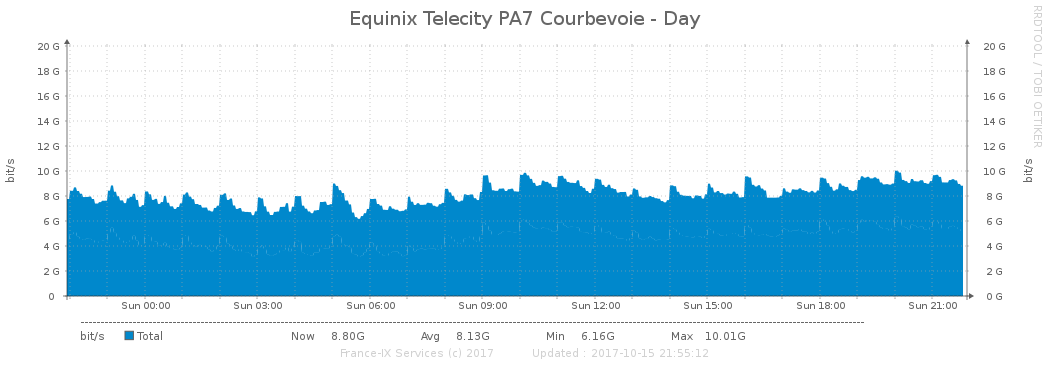 Equinix Telecity PA7 Courbevoie - Day
RRDTOOL / TOBI OETIKER
bit/s
bit/s
20 G 20 G
18 G 18 G
16 G 16 G
14 G 14 G
12 G 12 G
10 G 10 G
8 G 8 G
6 G 6 G
4 G 4 G
2 G 2 G
0 0 G
Sun 00:00 Sun 03:00 Sun 06:00 Sun 09:00 Sun 12:00 Sun 15:00 Sun 18:00 Sun 21:00
bit/s Total Now 8.80G Avg 8.13G Min 6.16G Max 10.01G
France-IX Services (c) 2017 Updated : 2017-10-15 21:55:12